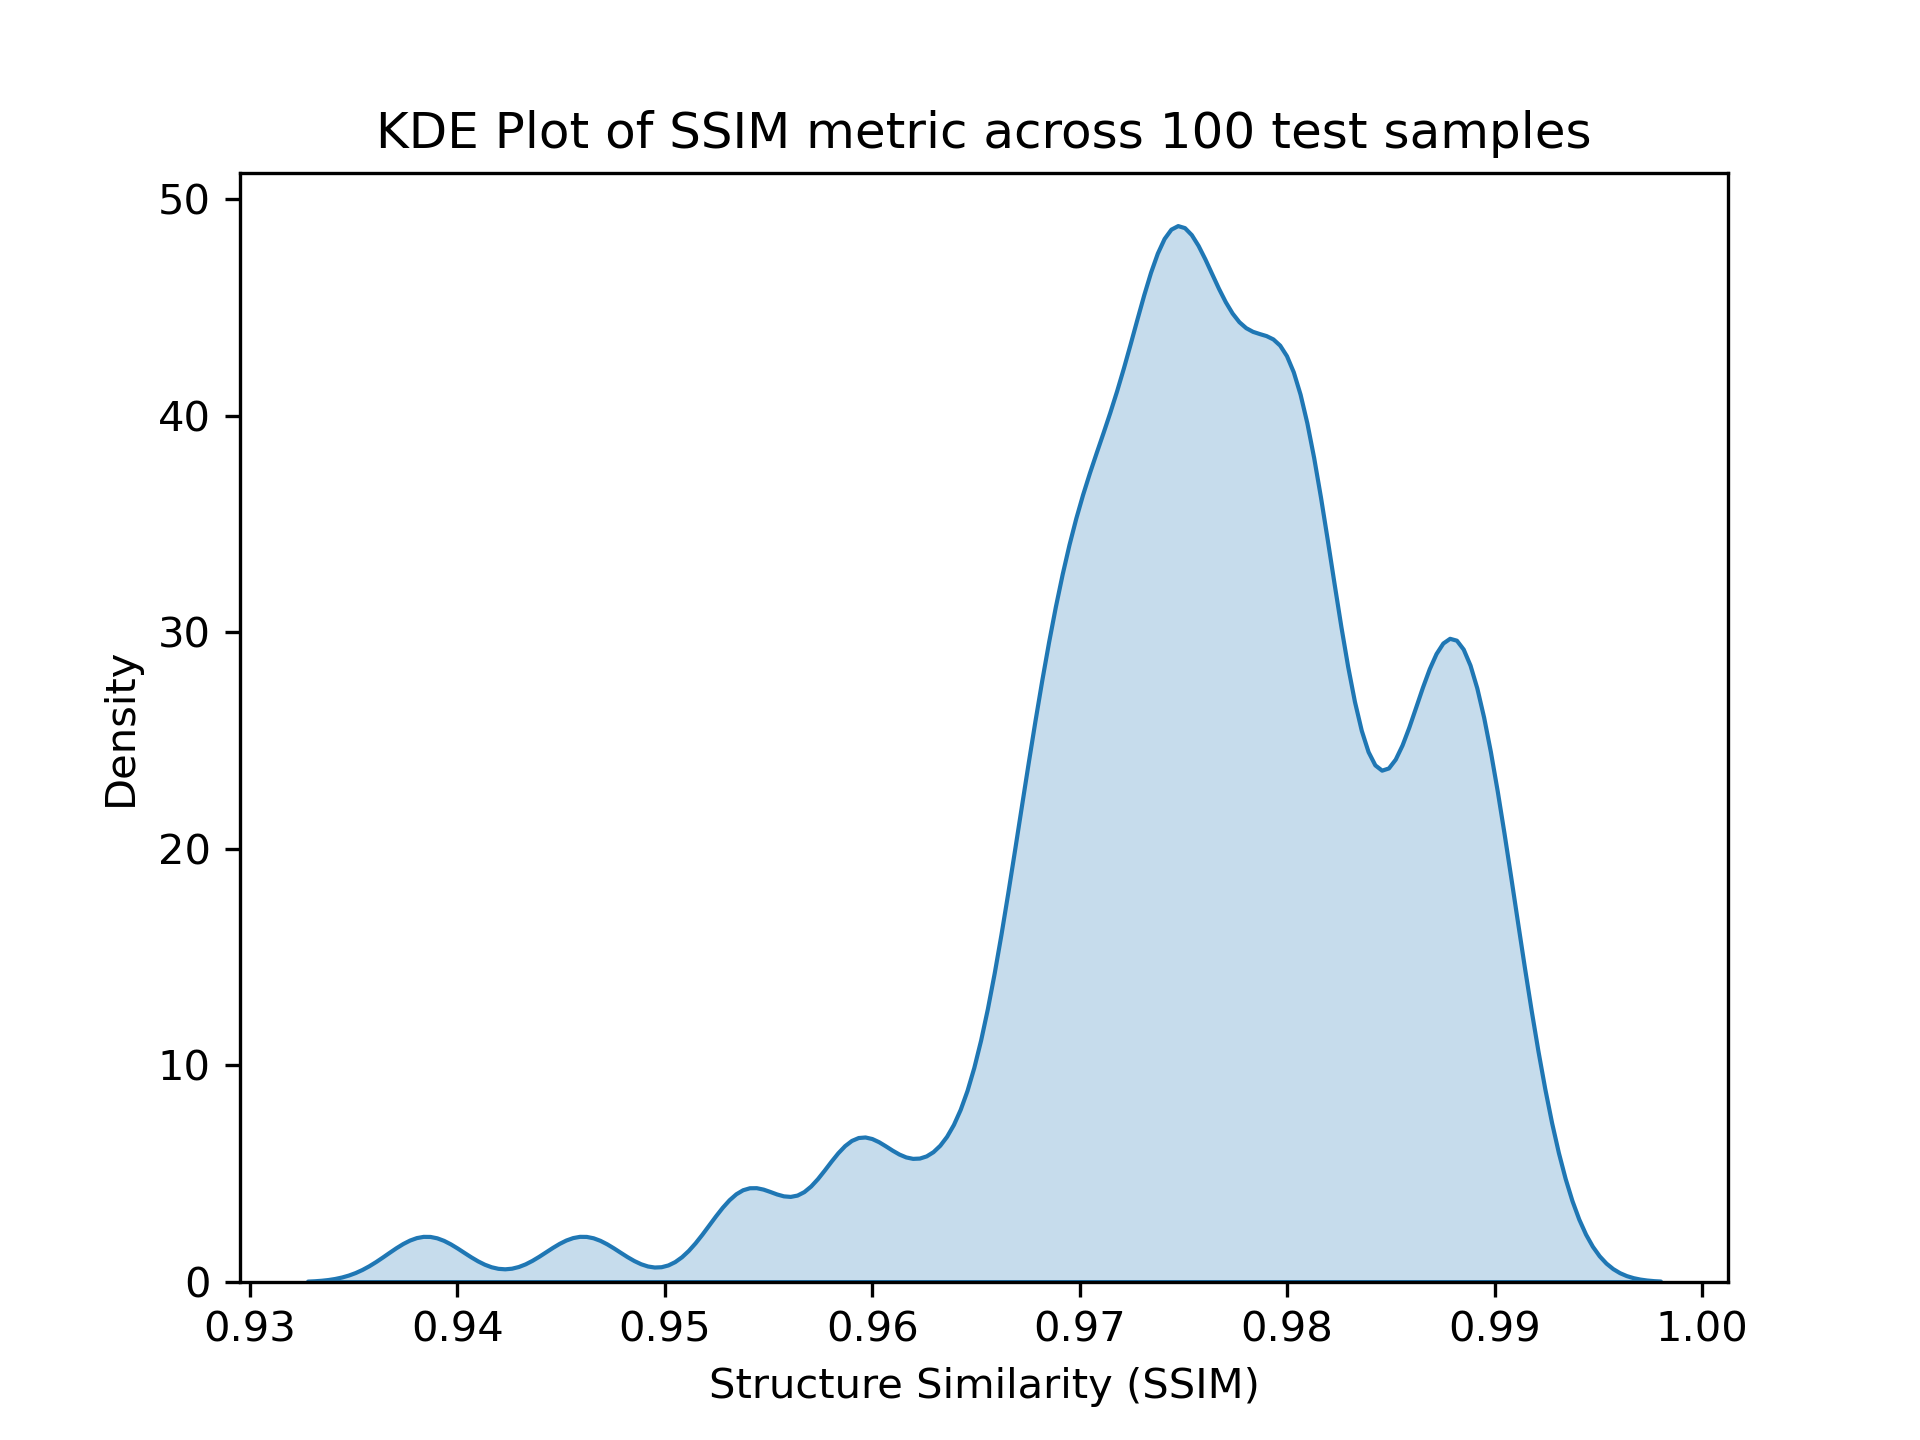 KDE Plot of SSIM metric across 100 test samples
50
40
30
20
10
0
Density
0.93 0.94 0.95 0.96 0.97 0.98 0.99 1.00
Structure Similarity (SSIM)